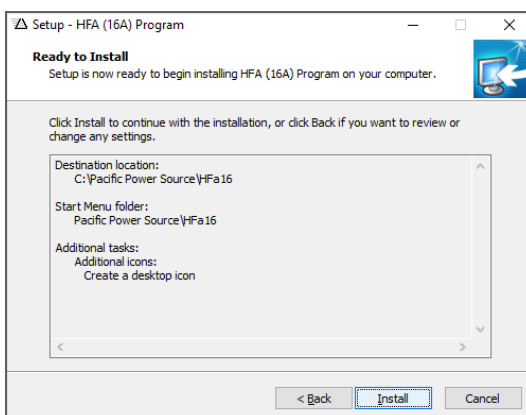 Setup - HFA (16A) Program
Ready to Install
Setup is now ready to begin installing HFA (16A) Program on your computer.
Click Install to continue with the installation, or click Back if you want to review or
change any settings.
Destination location:
C:\Pacific Power Source\HFa16
Start Menu folder:
Pacific Power Source\HFa16
Additional tasks:
Additional icons:
Create a desktop icon
< Back
Install
Cancel